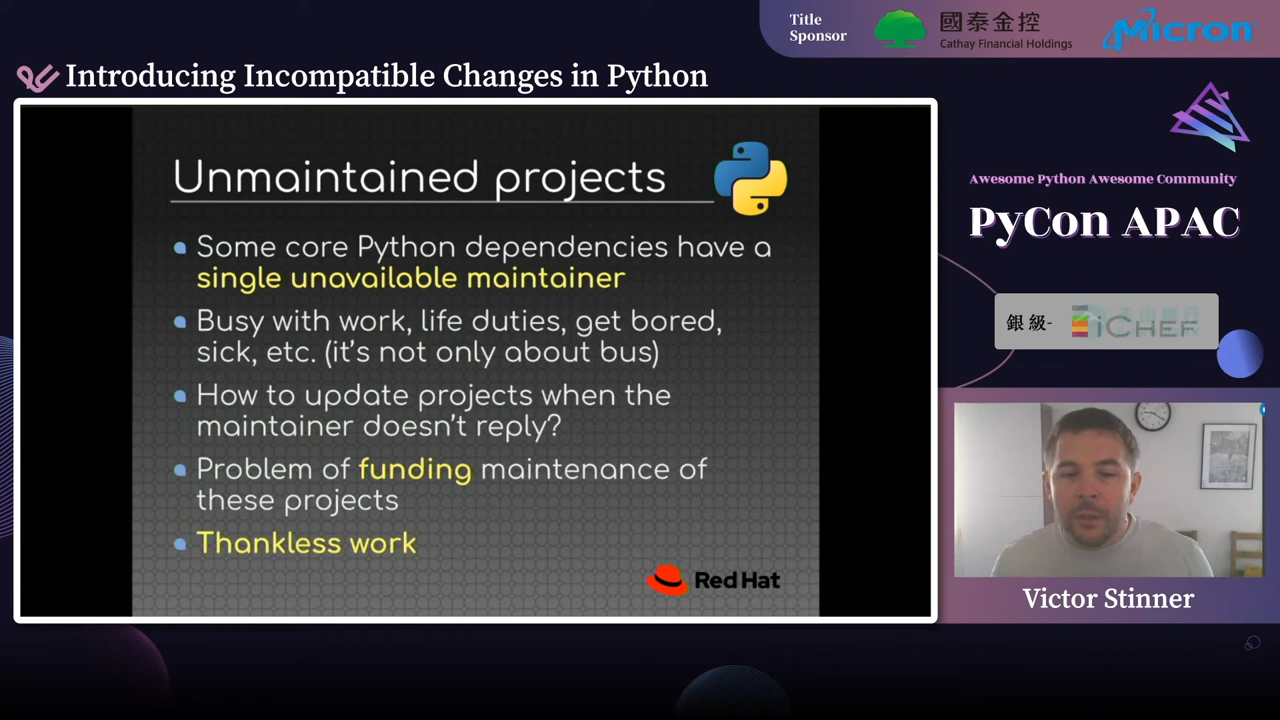 Title
Sponsor
國泰金控
Cathay Financial Holdings
Micron
Introducing Incompatible Changes in Python
Unmaintained projects
Some core Python dependencies have a
single unavailable maintainer
Busy with work, life duties, get bored,
sick, etc. (it's not only about bus)
How to update projects when the
maintainer doesn't reply?
Problem of funding maintenance of
these projects
Thankless work
Red Hat
Awesome Python Awesome Community
PyCon APAC
銀級-
iCHEF
Victor Stinner